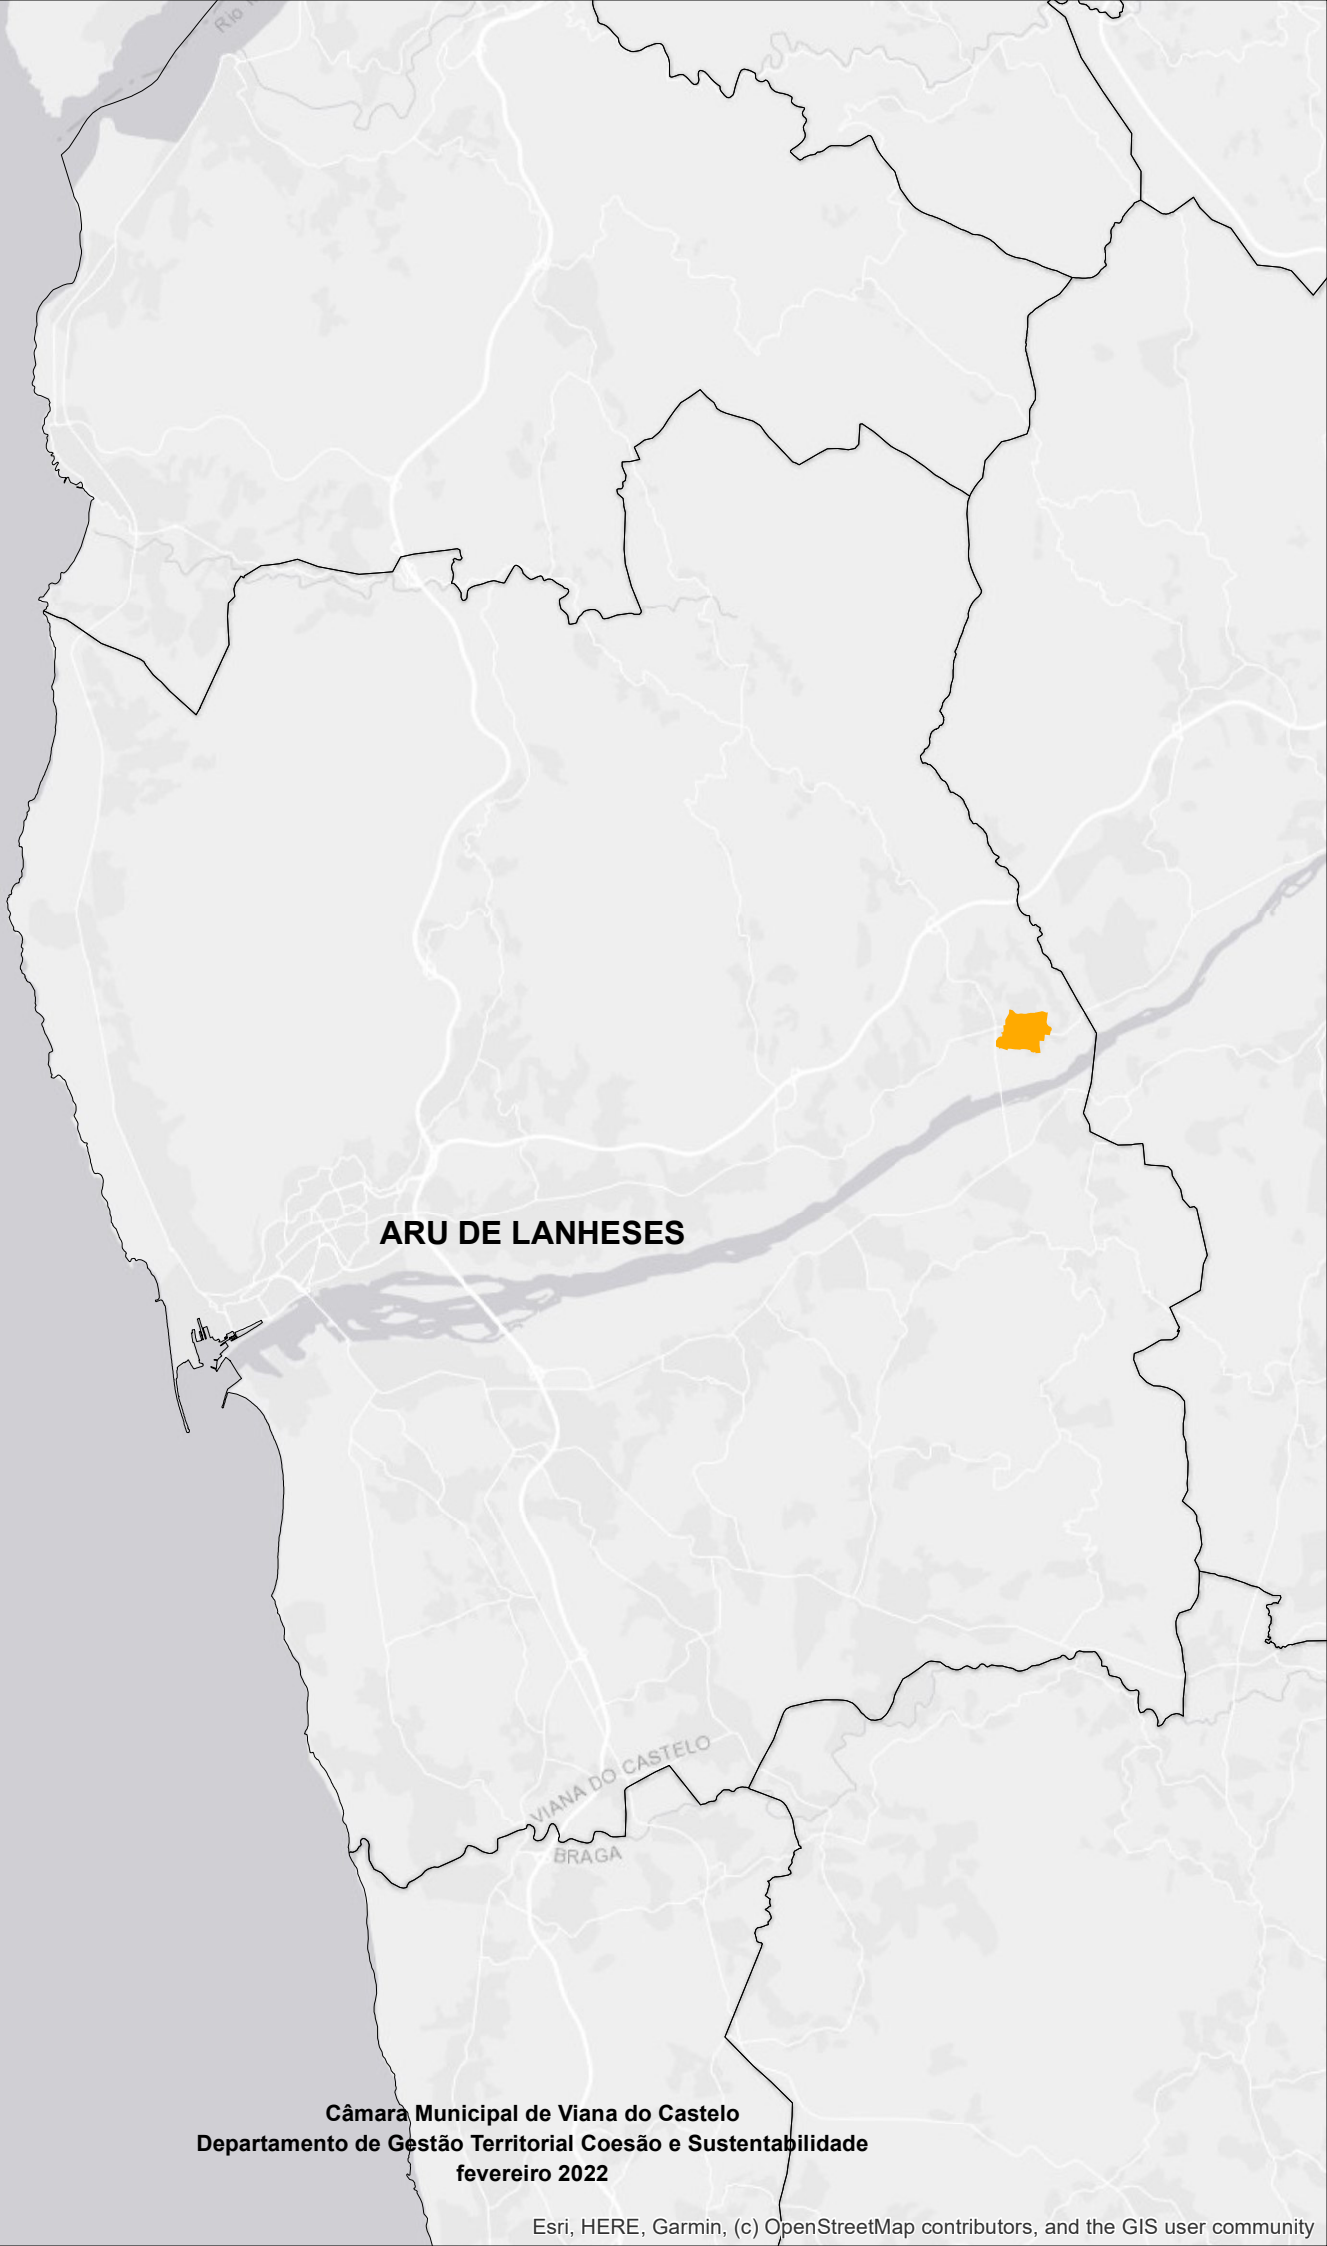 Rio
ARU DE LANHESES
VIANA DO CASTELO
BRAGA
Câmara Municipal de Viana do Castelo
Departamento de Gestão Territorial Coesão e Sustentabilidade
fevereiro 2022
Esri, HERE, Garmin, (c) OpenStreetMap contributors, and the GIS user community